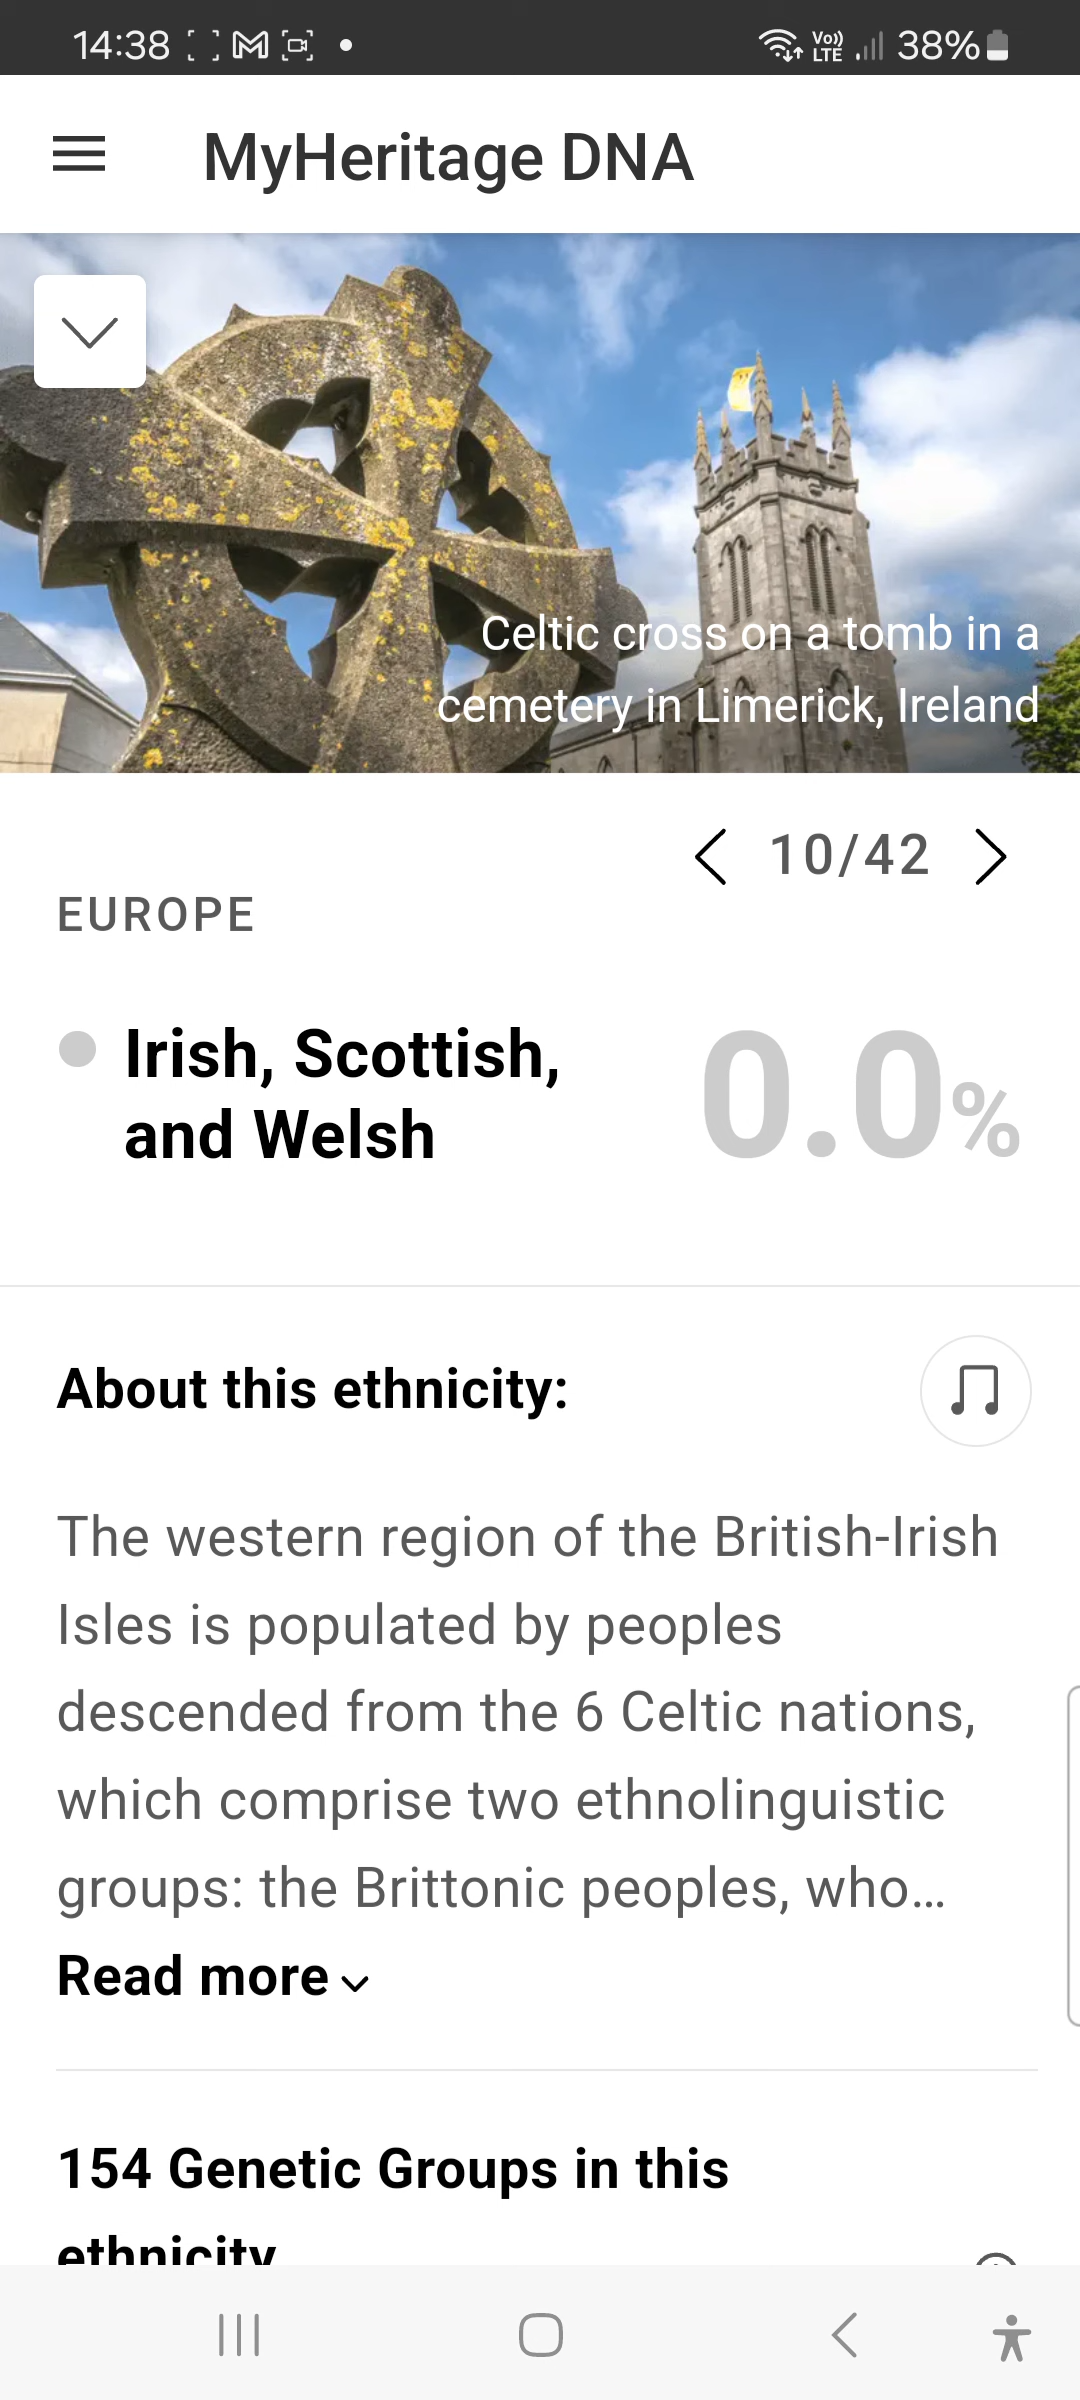 14:38 Vo)) LTE 38%
MyHeritage DNA
Celtic cross on a tomb in a
cemetery in Limerick, Ireland
10/42
EUROPE
Irish, Scottish,
and Welsh
0.0%
About this ethnicity:
The western region of the British-Irish
Isles is populated by peoples
descended from the 6 Celtic nations,
which comprise two ethnolinguistic
groups: the Brittonic peoples, who...
Read more
154 Genetic Groups in this
ethnicity